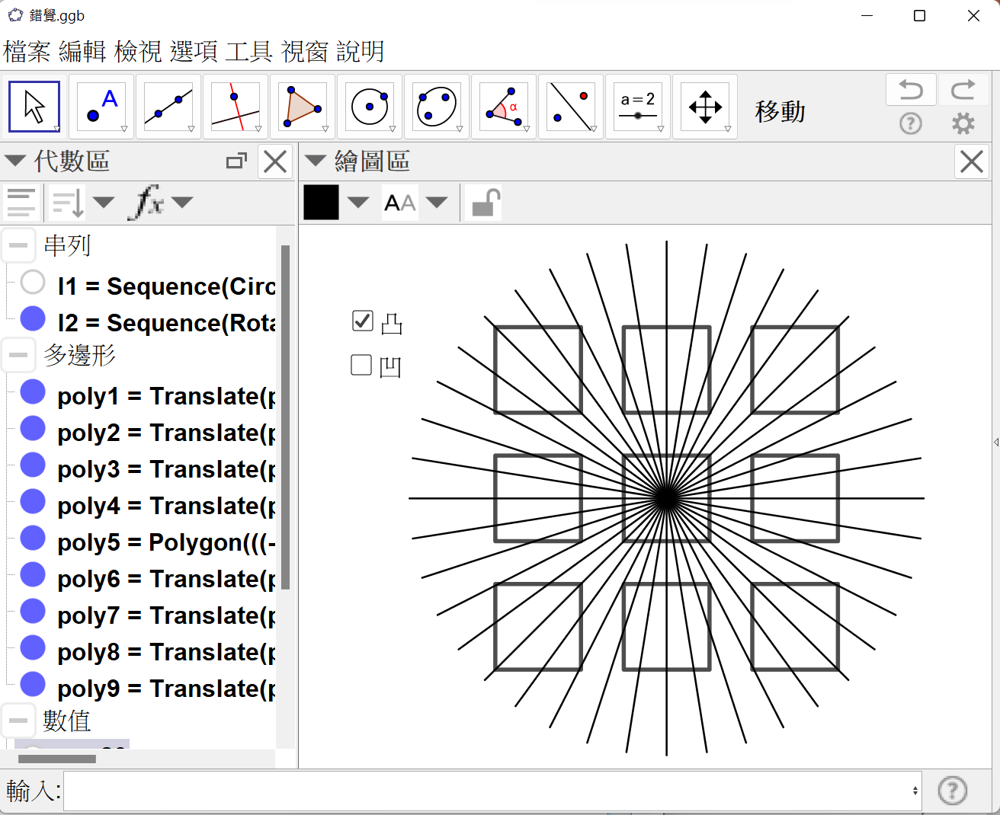 錯覺.ggb
檔案 編輯 檢視 選項 工具 視窗 說明
A
α
a=2
移動
代數區
繪圖區
fx
AA
串列
l1 = Sequence(Circ
l2 = Sequence(Rota
多邊形
poly1 = Translate(p
poly2 = Translate(p
poly3 = Translate(p
poly4 = Translate(p
poly5 = Polygon(((-
poly6 = Translate(p
poly7 = Translate(p
poly8 = Translate(p
poly9 = Translate(p
數值
凸
凹
輸入: